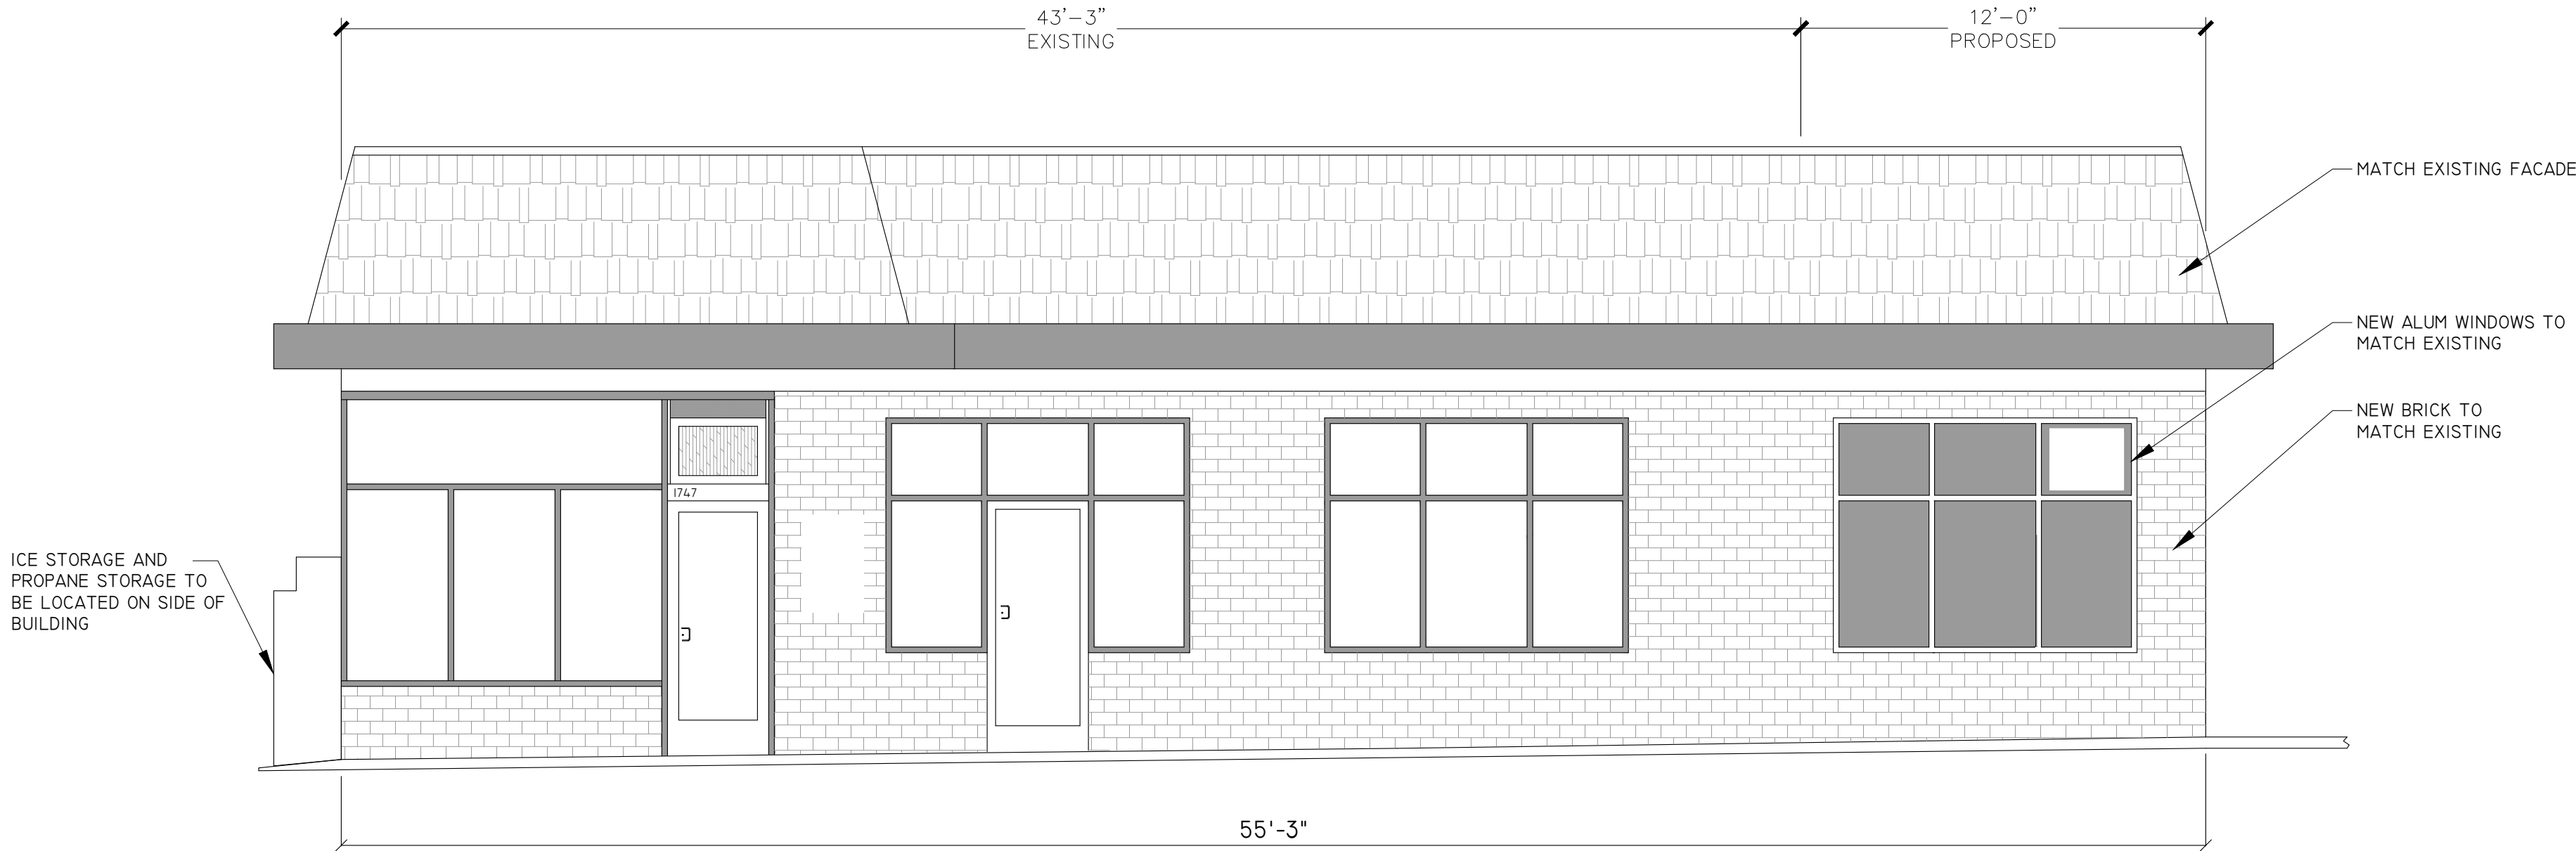 43'-3"
EXISTING
12'-0"
PROPOSED
MATCH EXISTING FACADE
NEW ALUM WINDOWS TO
MATCH EXISTING
NEW BRICK TO
MATCH EXISTING
1747
ICE STORAGE AND
PROPANE STORAGE TO
BE LOCATED ON SIDE OF
BUILDING
55'-3"